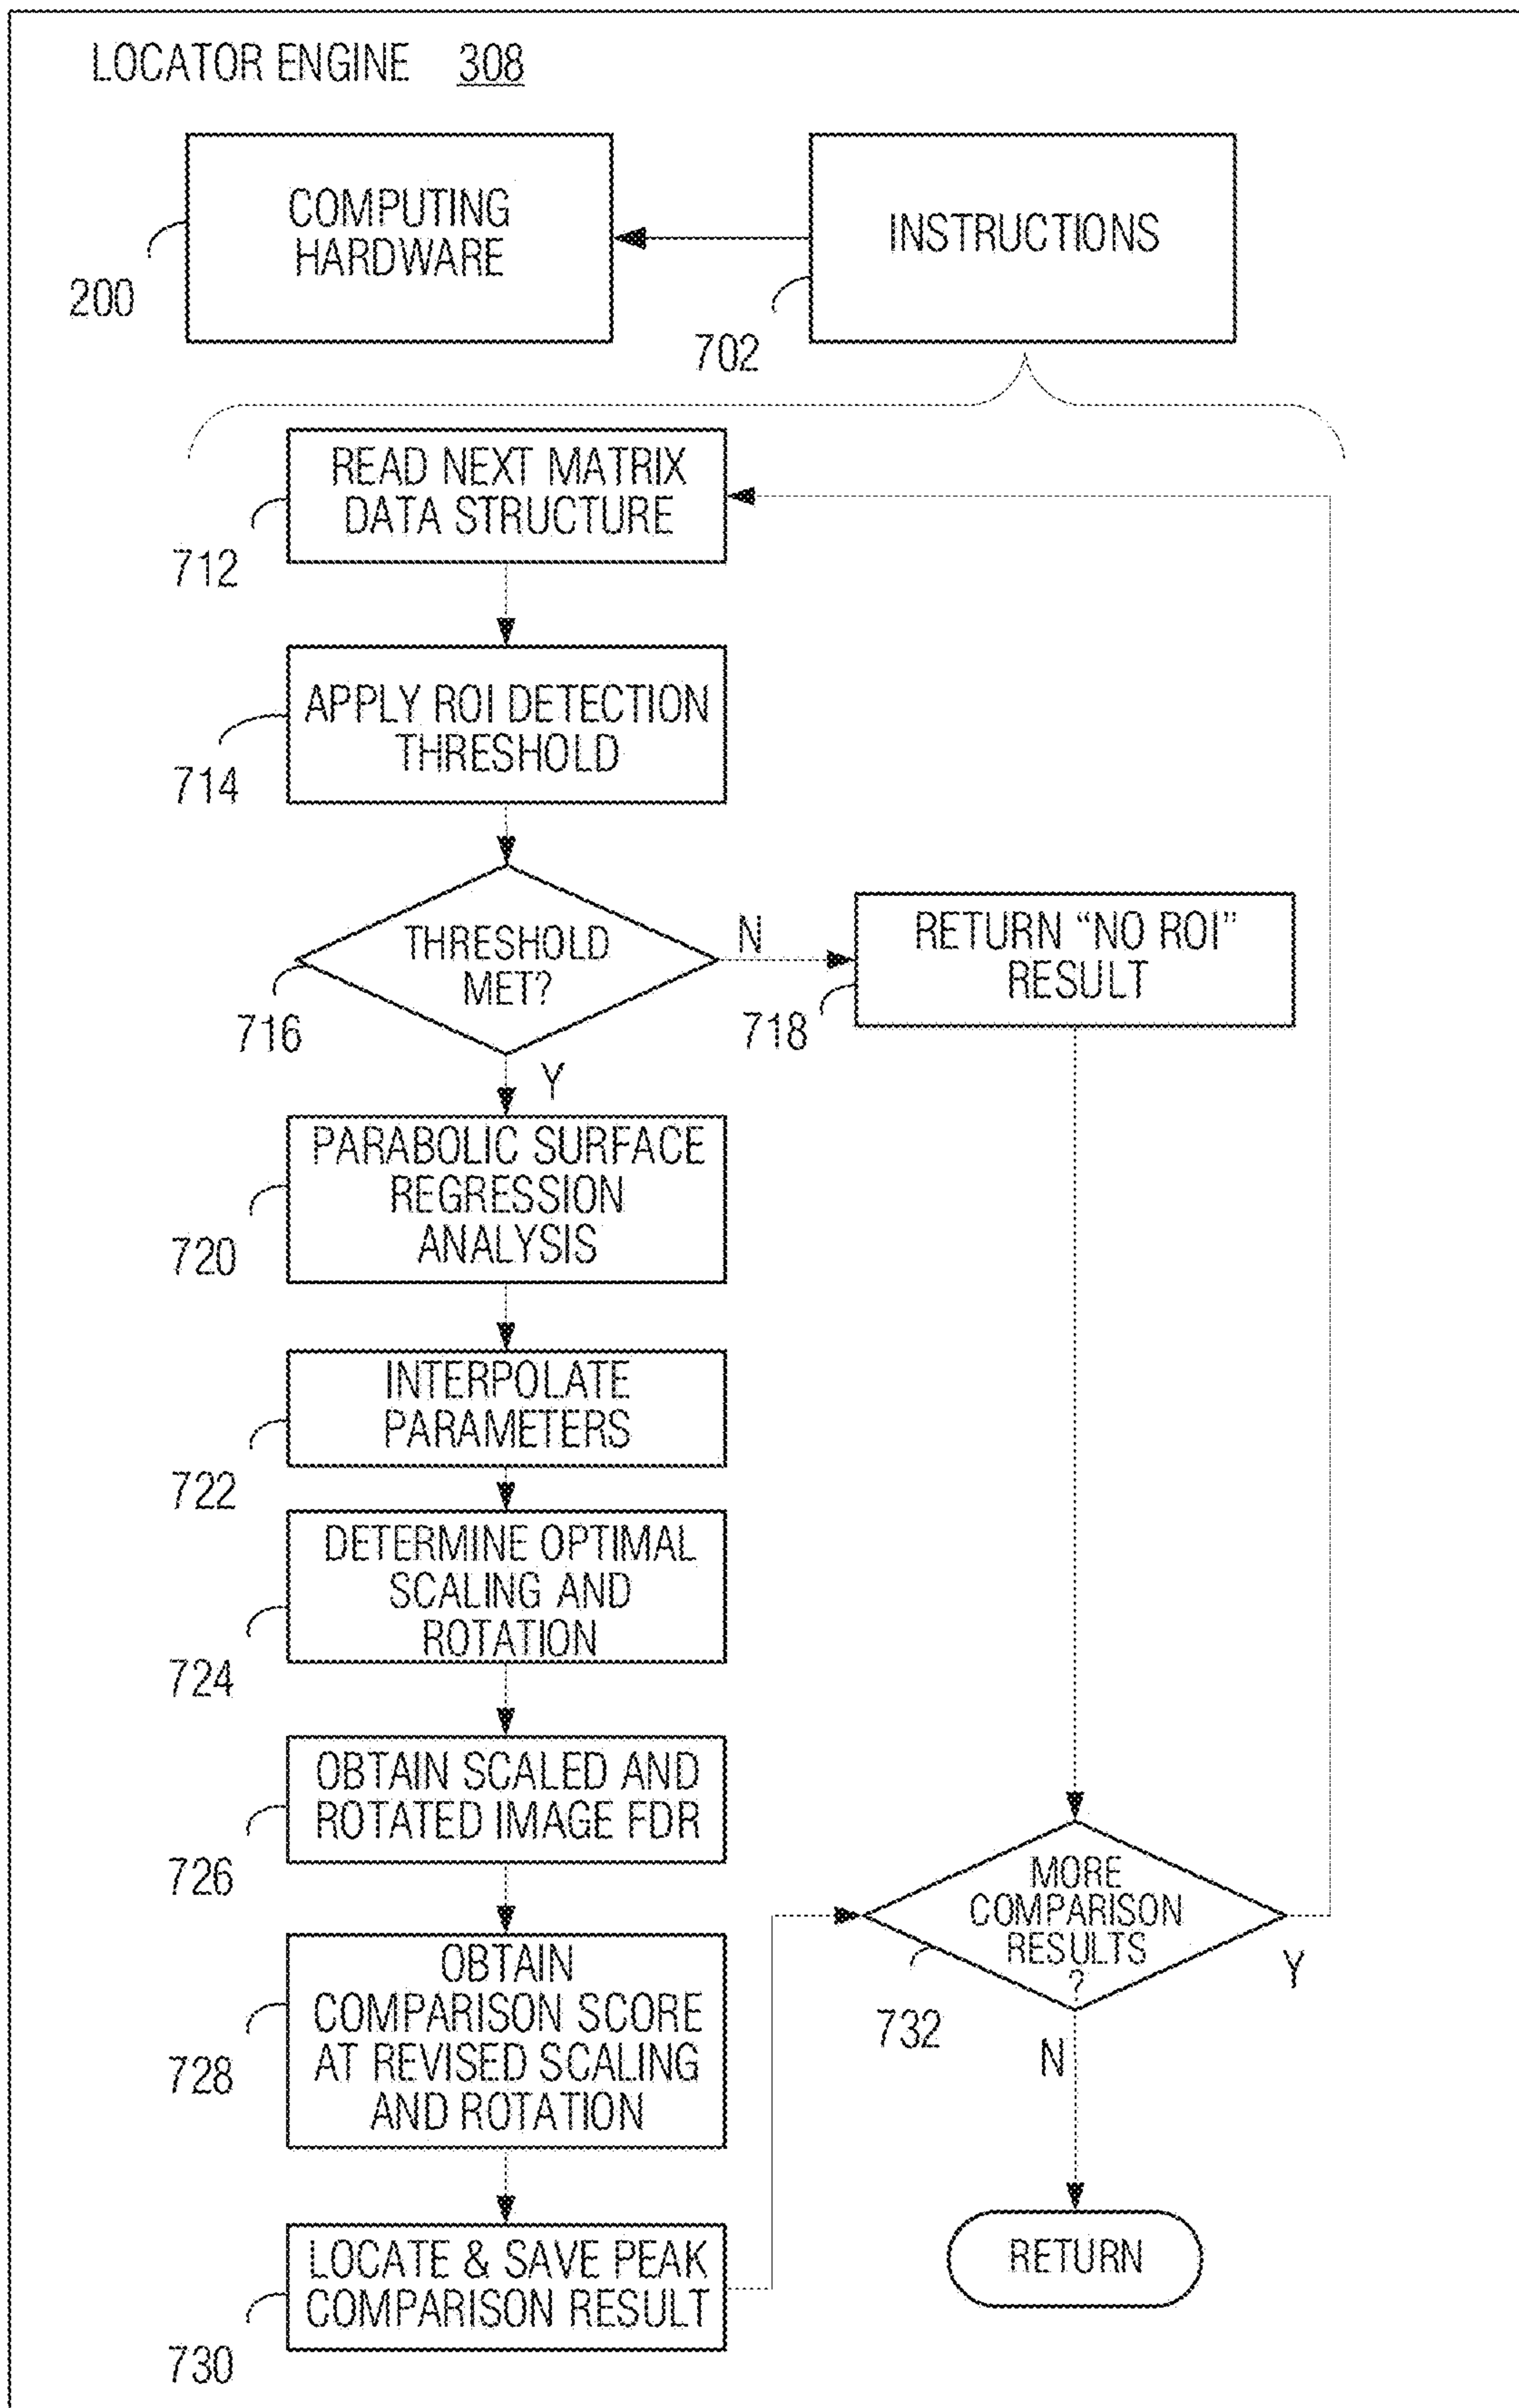 LOCATOR ENGINE 308
COMPUTING
HARDWARE
200
INSTRUCTIONS
702
READ NEXT MATRIX
DATA STRUCTURE
712
APPLY ROI DETECTION
THRESHOLD
714
THRESHOLD
MET?
716
N
RETURN “NO ROI”
RESULT
718
Y
PARABOLIC SURFACE
REGRESSION
ANALYSIS
720
INTERPOLATE
PARAMETERS
722
DETERMINE OPTIMAL
SCALING AND
ROTATION
724
OBTAIN SCALED AND
ROTATED IMAGE FDR
726
OBTAIN
COMPARISON SCORE
AT REVISED SCALING
AND ROTATION
728
LOCATE & SAVE PEAK
COMPARISON RESULT
730
MORE
COMPARISON
RESULTS
?
732
Y
N
RETURN